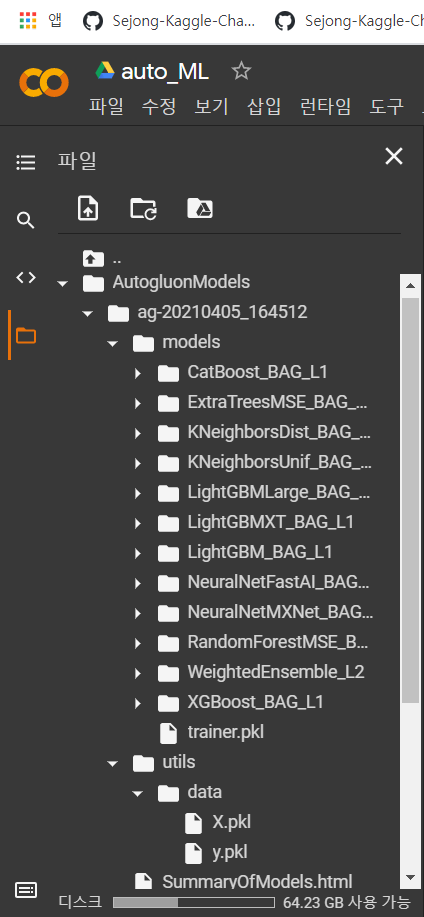 앱 Sejong-Kaggle-Cha... Sejong-Kaggle-Ch
auto_ML
파일 수정 보기 삽입 런타임 도구
파일
..
AutogluonModels
ag-20210405_164512
models
CatBoost_BAG_L1
ExtraTreesMSE_BAG_...
KNeighborsDist_BAG_...
KNeighborsUnif_BAG_...
LightGBMLarge_BAG_...
LightGBMXT_BAG_L1
LightGBM_BAG_L1
NeuralNetFastAI_BAG...
NeuralNetMXNet_BAG...
RandomForestMSE_B...
WeightedEnsemble_L2
XGBoost_BAG_L1
trainer.pkl
utils
data
X.pkl
y.pkl
SummaryOfModels.html
디스크 64.23 GB 사용 가능